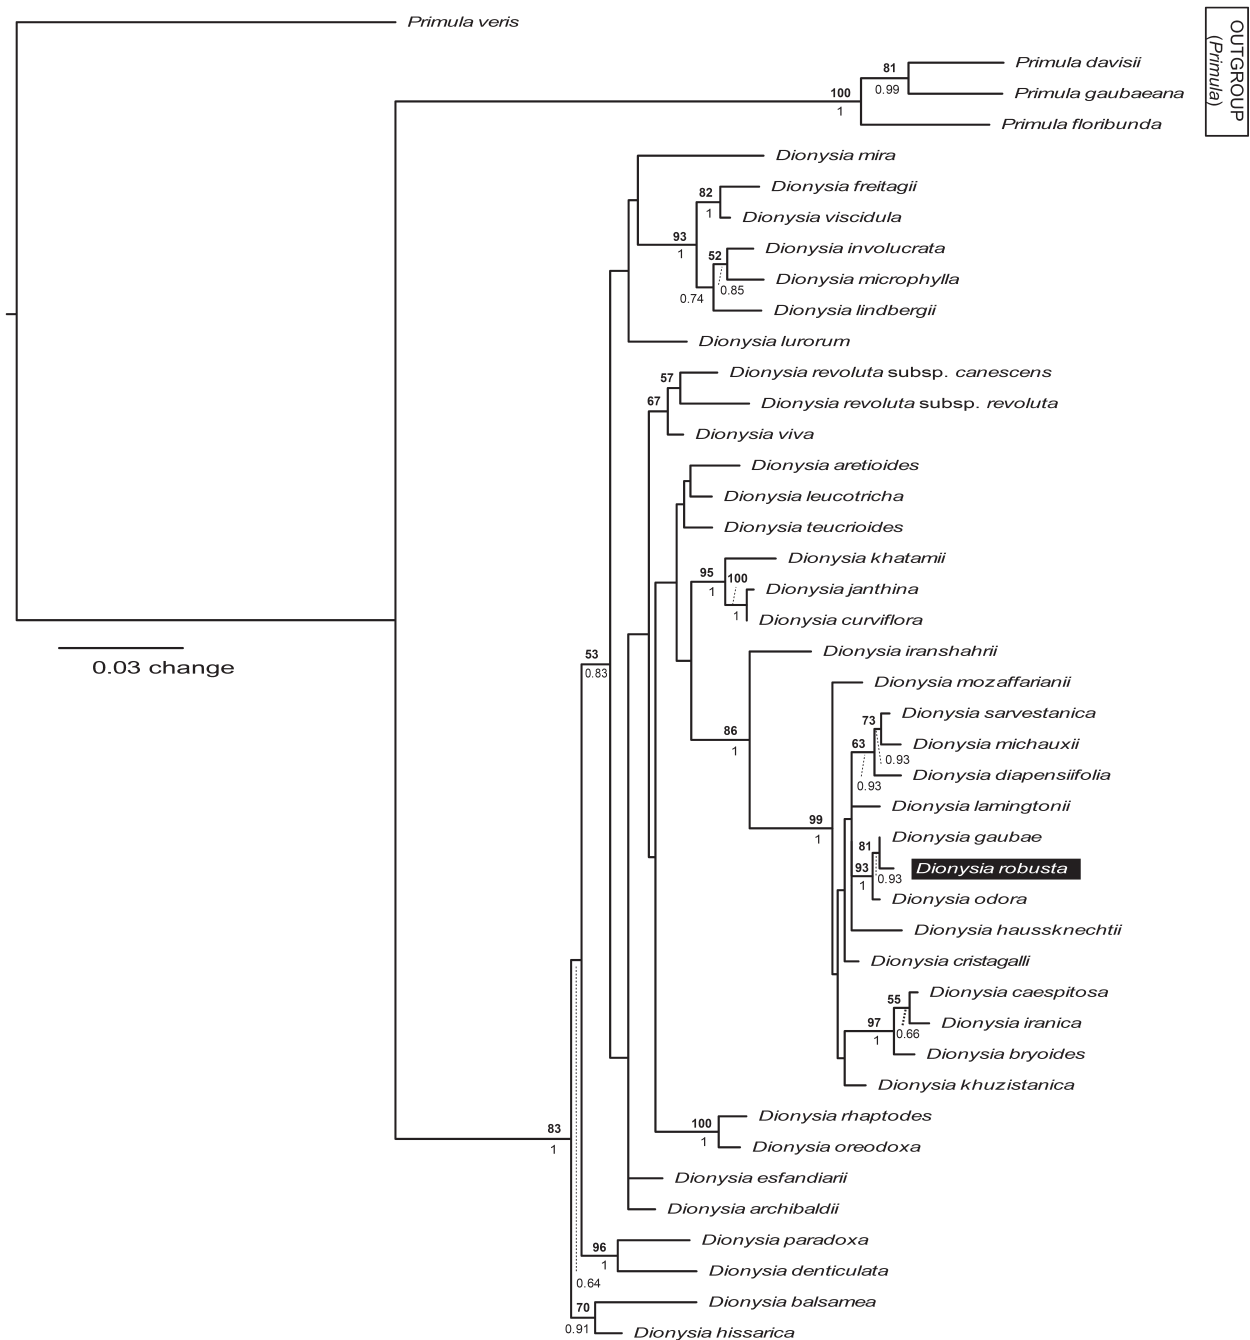 Primula veris
OUTGROUP
(Primula)
81
Primula davisii
0.99
Primula gaubaeana
100
1
Primula floribunda
Dionysia mira
82
Dionysia freitagii
1
Dionysia viscidula
93
1
52
Dionysia involucrata
0.85
Dionysia microphylla
0.74
Dionysia lindbergii
Dionysia lurorum
57
Dionysia revoluta subsp. canescens
67
Dionysia revoluta subsp. revoluta
Dionysia viva
Dionysia aretioides
Dionysia leucotricha
Dionysia teucrioides
Dionysia khatamii
95
1
100
Dionysia janthina
1
Dionysia curviflora
53
0.83
0.03 change
Dionysia iranshahrii
Dionysia mozaffarianii
86
1
73
Dionysia sarvestanica
63
Dionysia michauxii
0.93
0.93
Dionysia diapensiifolia
99
1
Dionysia lamingtonii
Dionysia gaubae
81
93
0.93
Dionysia robusta
1
Dionysia odora
Dionysia haussknechtii
Dionysia cristagalli
55
Dionysia caespitosa
97
0.66
Dionysia iranica
1
Dionysia bryoides
Dionysia khuzistanica
83
1
100
Dionysia rhaptodes
1
Dionysia oreodoxa
Dionysia esfandiarii
Dionysia archibaldii
96
Dionysia paradoxa
1
Dionysia denticulata
0.64
70
Dionysia balsamea
0.91
Dionysia hissarica